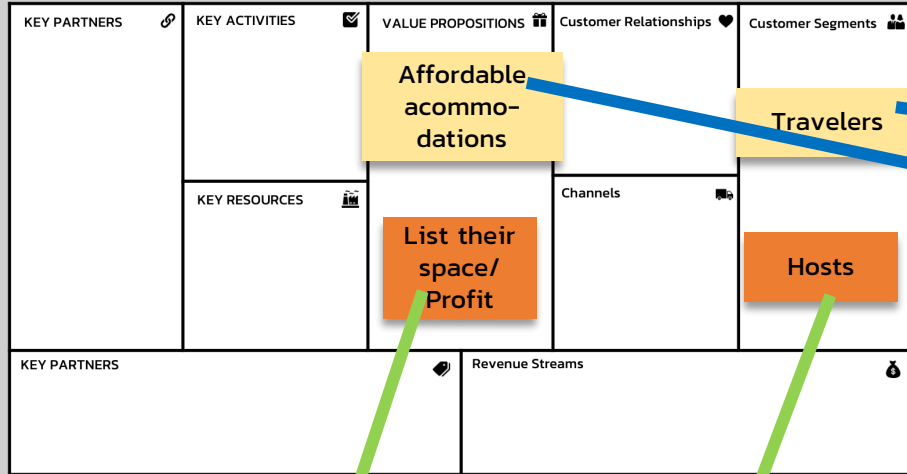 KEY PARTNERS
KEY ACTIVITIES
VALUE PROPOSITIONS
Customer Relationships
Customer Segments
Affordable
acommo-
dations
Travelers
KEY RESOURCES
Channels
List their
space/
Profit
Hosts
KEY PARTNERS
Revenue Streams
$